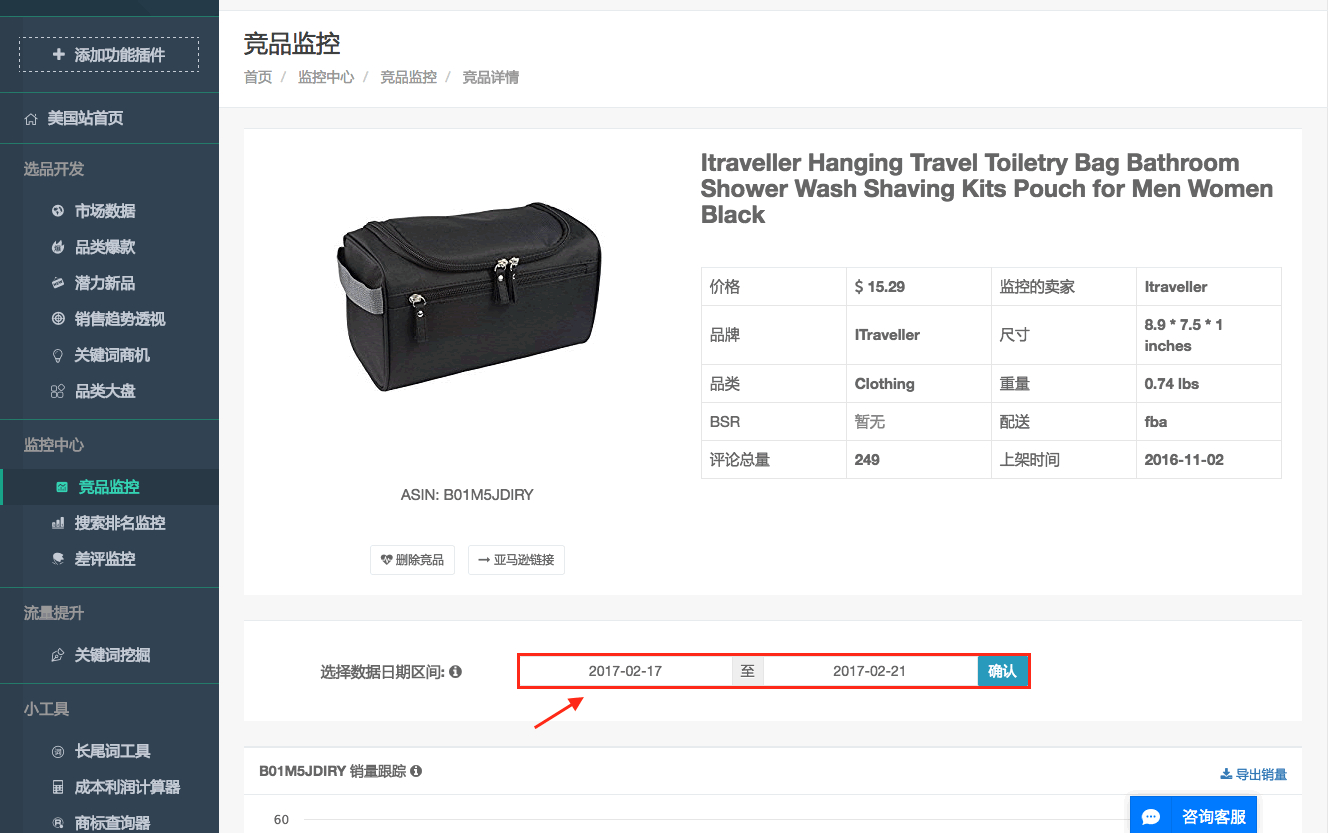 添加功能插件
美国站首页
选品开发
市场数据
品类爆款
潜力新品
销售趋势透视
关键词商机
品类大盘
监控中心
竞品监控
搜索排名监控
差评监控
流量提升
关键词挖掘
小工具
长尾词工具
成本利润计算器
商标查询器
竞品监控
首页 / 监控中心 / 竞品监控 / 竞品详情
Itraveller Hanging Travel Toiletry Bag Bathroom
Shower Wash Shaving Kits Pouch for Men Women
Black
价格 $ 15.29 监控的卖家 Itraveller
品牌 ITraveller 尺寸 8.9 * 7.5 * 1
inches
品类 Clothing 重量 0.74 lbs
BSR 暂无 配送 fba
评论总量 249 上架时间 2016-11-02
ASIN: B01M5JDIRY
删除竞品 亚马逊链接
选择数据日期区间: 2017-02-17 至 2017-02-21 确认
B01M5JDIRY 销量跟踪
导出销量
60
咨询客服